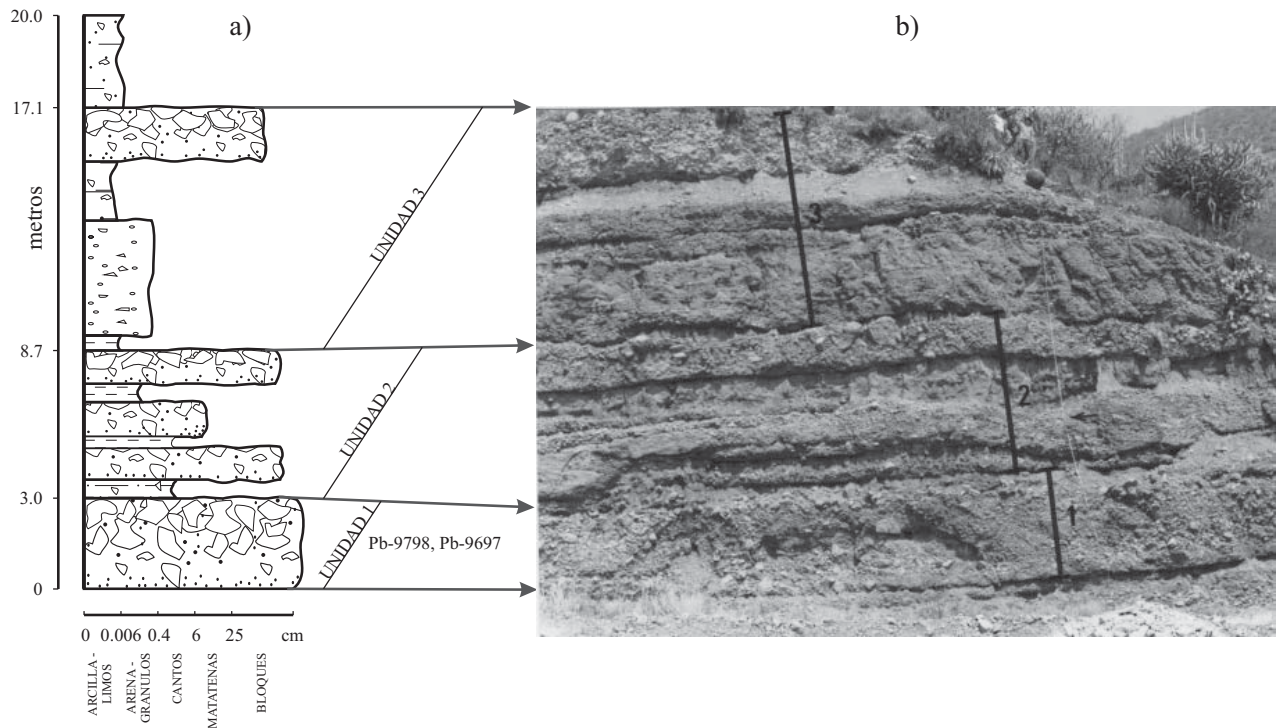 a)
b)
20.0
17.1
8.7
3.0
0
metros
UNIDAD 3
UNIDAD 2
UNIDAD 1
Pb-9798, Pb-9697
3
2
1
0 0.006 0.4 6 25 cm
ARCILLA -
LIMOS
ARENA -
GRANULOS
CANTOS
MATATENAS
BLOQUES